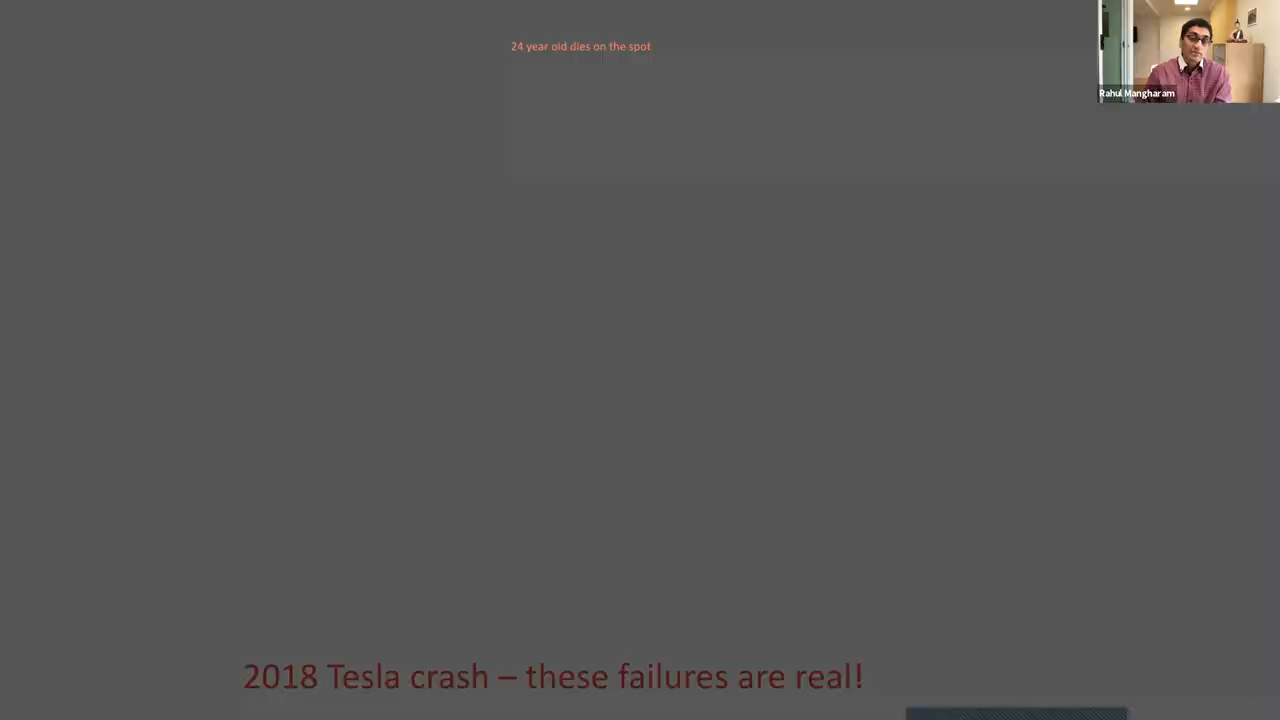 24 year old dies on the spot
Rahul Mangharam
2018 Tesla crash – these failures are real!